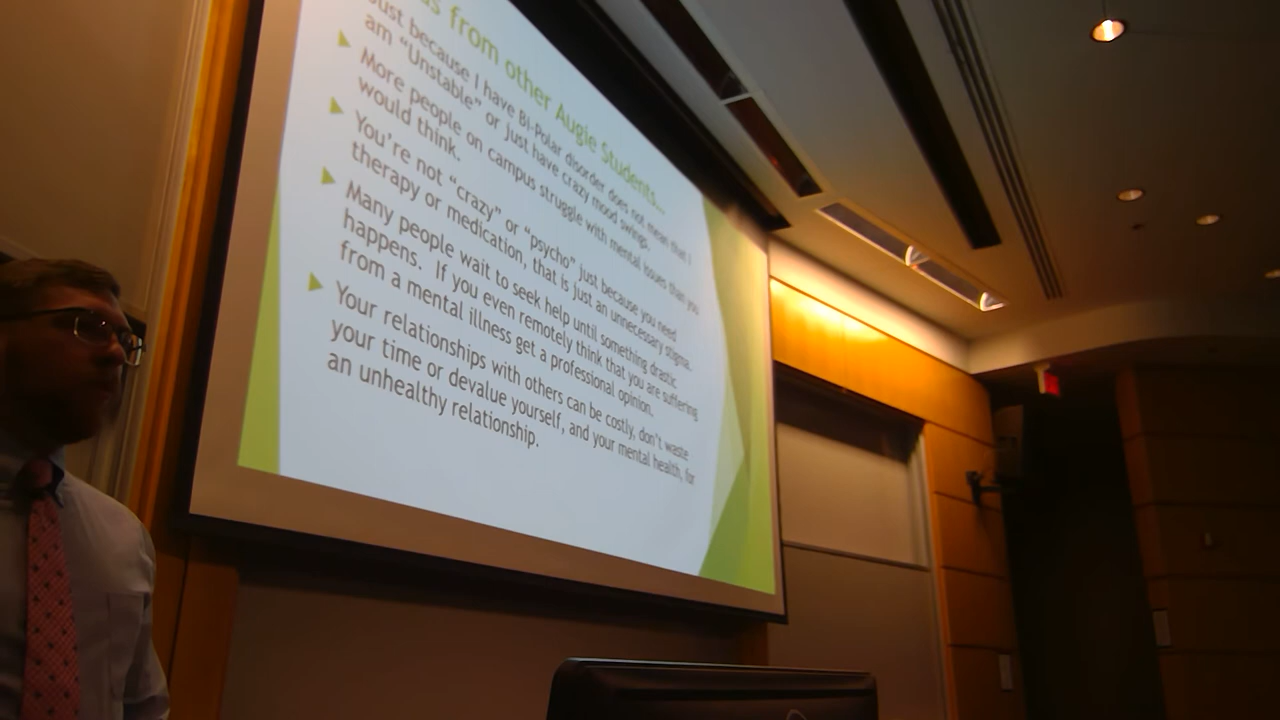 from other Augie Students...
Just because I have Bi-Polar disorder does not mean that I
am "Unstable" or just have crazy mood swings.
More people on campus struggle with mental issues than you
would think.
You're not "crazy" or "psycho" just because you need
therapy or medication, that is just an unnecessary stigma.
Many people wait to seek help until something drastic
happens. If you even remotely think that you are suffering
from a mental illness get a professional opinion.
Your relationships with others can be costly, don't waste
your time or devalue yourself, and your mental health, for
an unhealthy relationship.